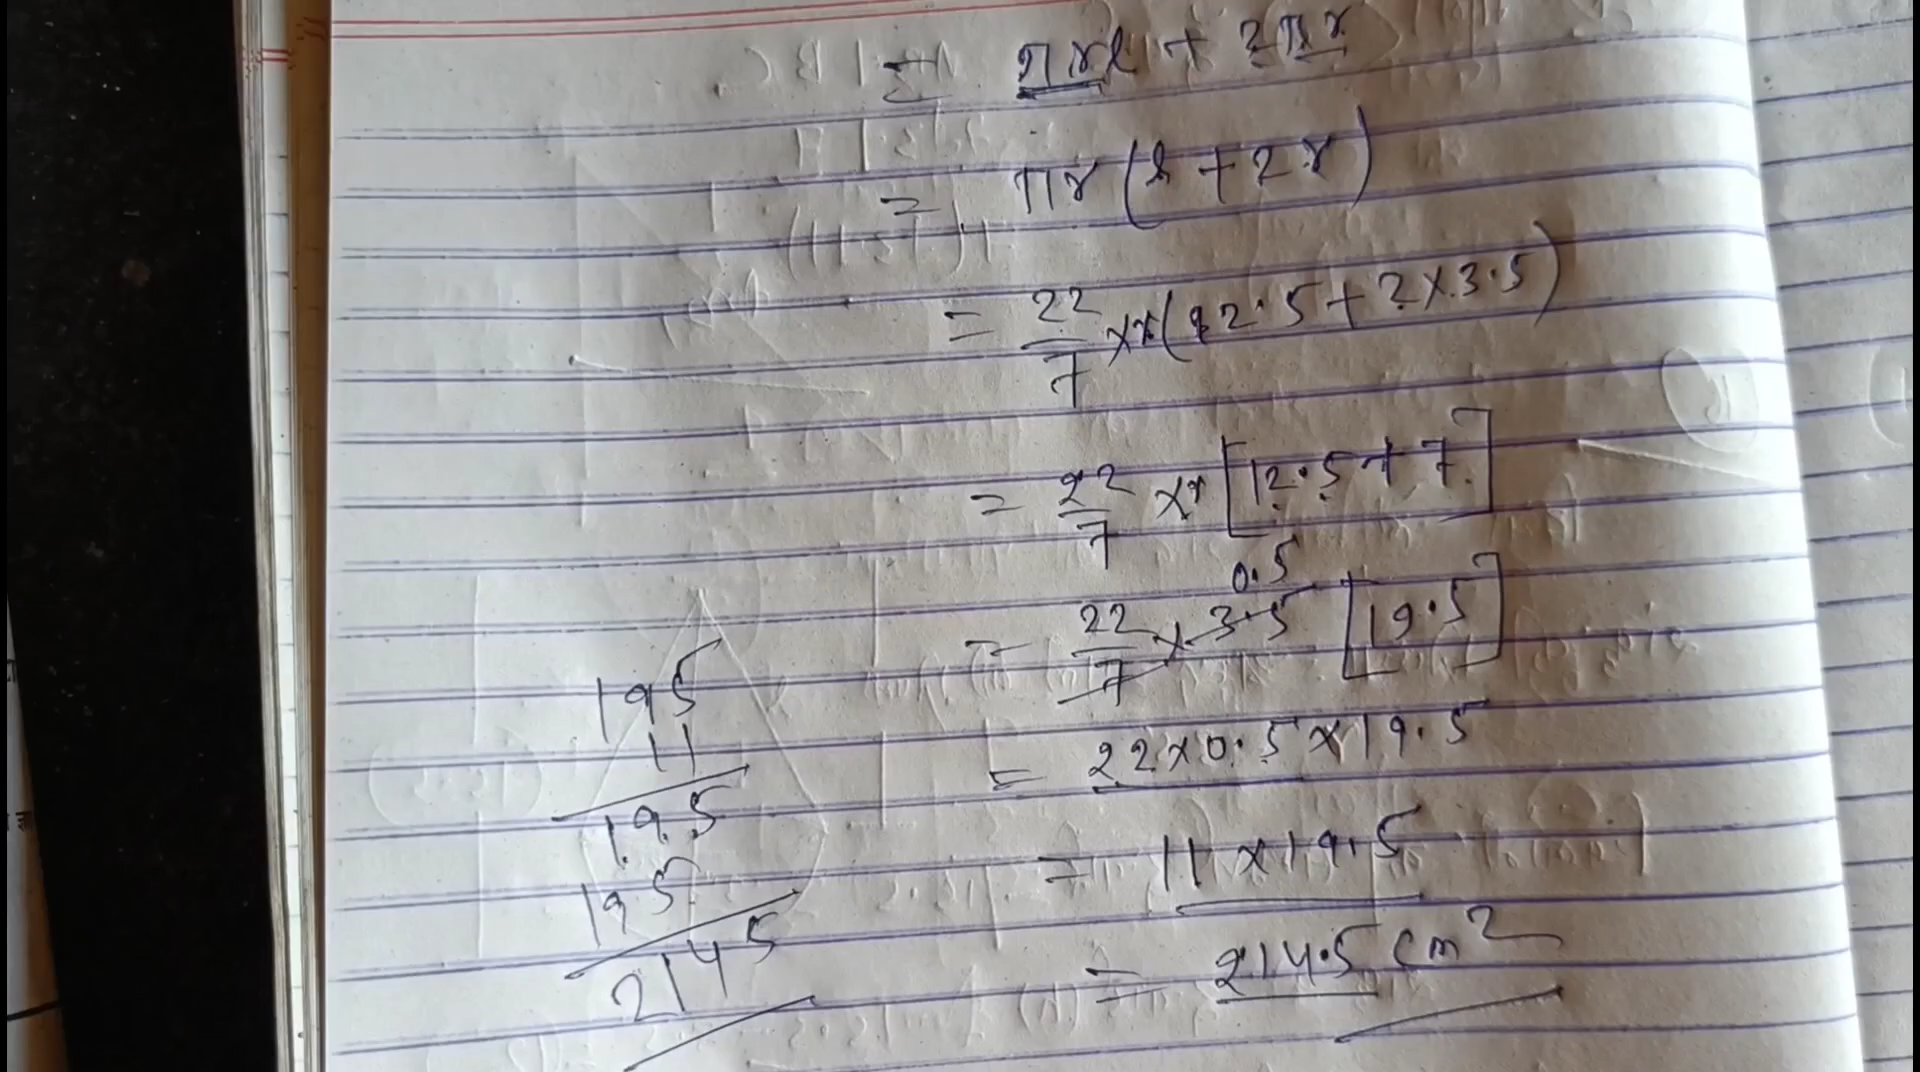 = πrl + 2πr
= πr (l + 2r)
= 22/7 × r (12.5 + 2×3.5)
= 22/7 × r [12.5 + 7]
0.5
= 22/7 × 3.5 [19.5]
= 22×0.5×19.5
= 11×19.5
= 214.5 cm²
195
11
195
195
2145